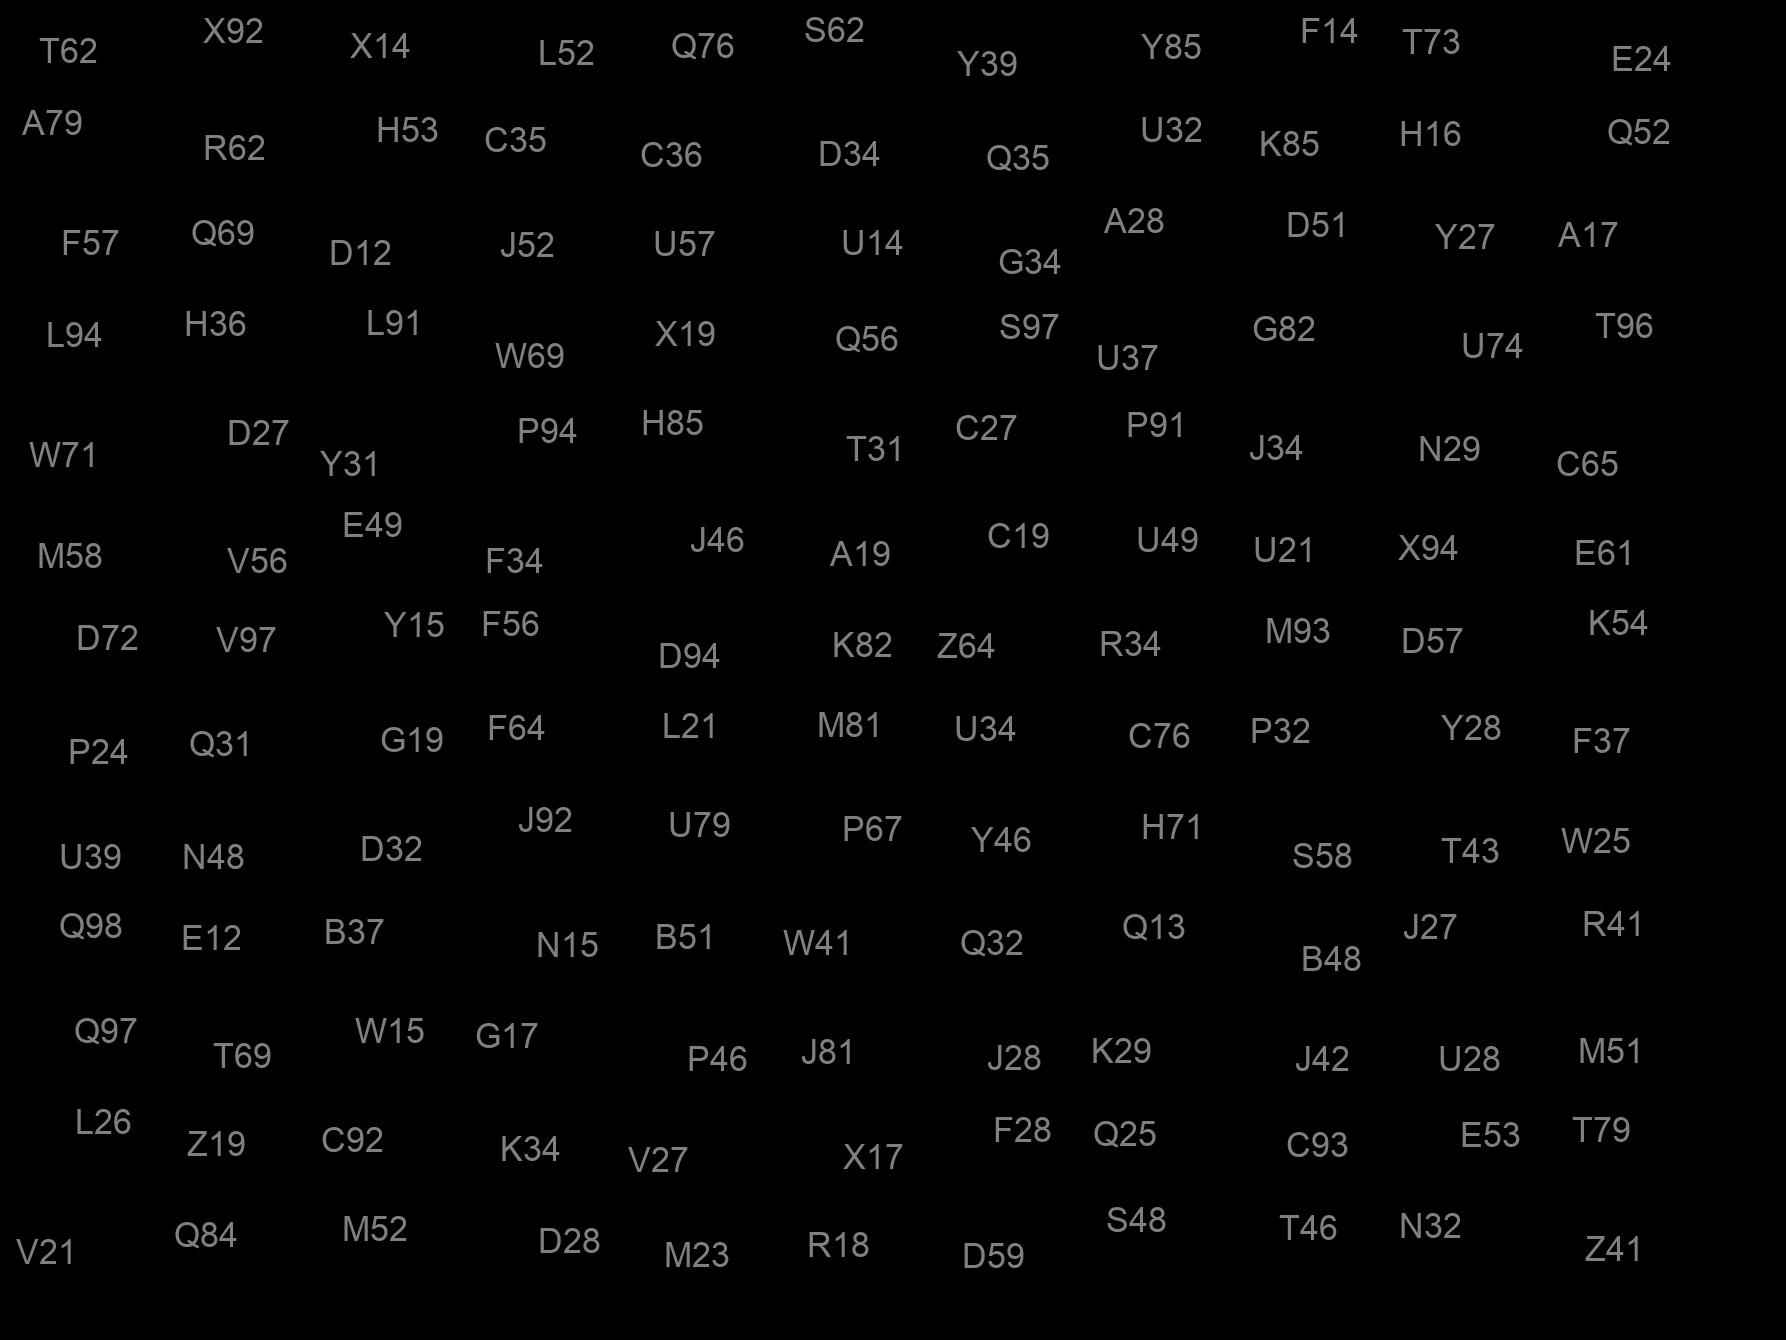 T62 X92 X14 L52 Q76 S62 Y39 Y85 F14 T73 E24
A79 R62 H53 C35 C36 D34 Q35 U32 K85 H16 Q52
F57 Q69 D12 J52 U57 U14 G34 A28 D51 Y27 A17
L94 H36 L91 W69 X19 Q56 S97 U37 G82 U74 T96
W71 D27 Y31 P94 H85 T31 C27 P91 J34 N29 C65
M58 V56 E49 F34 J46 A19 C19 U49 U21 X94 E61
D72 V97 Y15 F56 D94 K82 Z64 R34 M93 D57 K54
P24 Q31 G19 F64 L21 M81 U34 C76 P32 Y28 F37
U39 N48 D32 J92 U79 P67 Y46 H71 S58 T43 W25
Q98 E12 B37 N15 B51 W41 Q32 Q13 B48 J27 R41
Q97 T69 W15 G17 P46 J81 J28 K29 J42 U28 M51
L26 Z19 C92 K34 V27 X17 F28 Q25 C93 E53 T79
V21 Q84 M52 D28 M23 R18 D59 S48 T46 N32 Z41